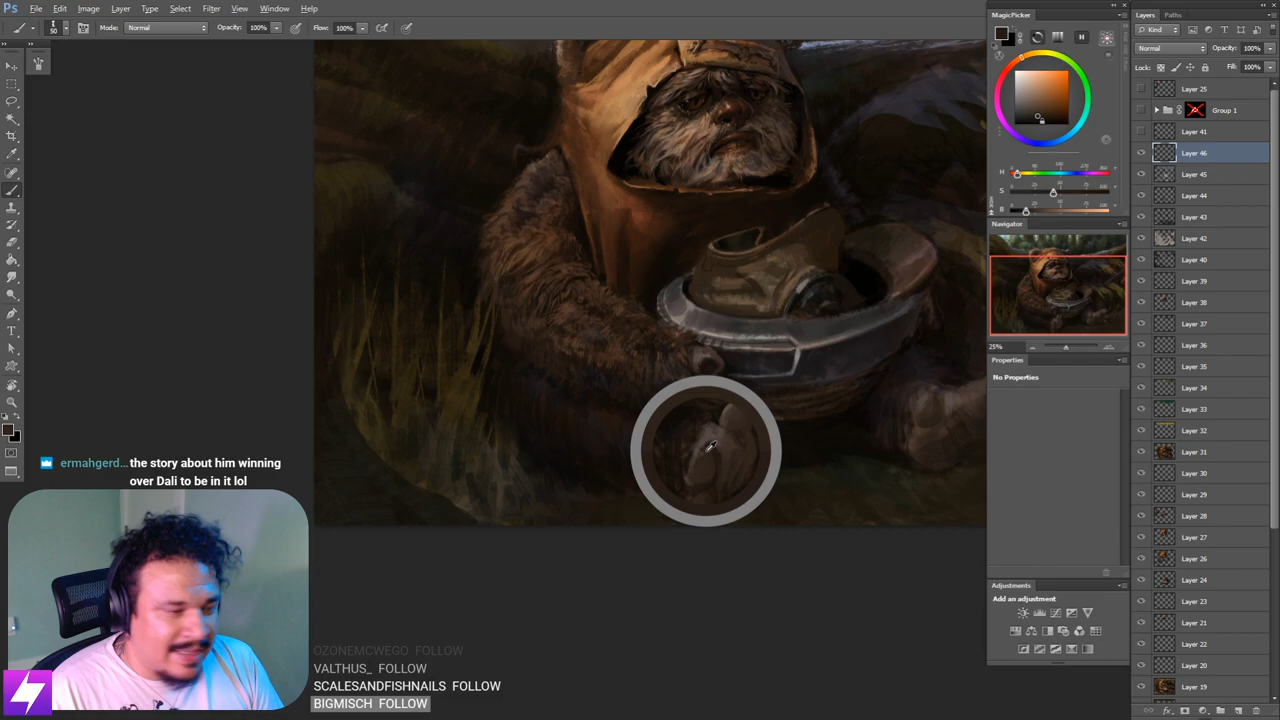 Ps File Edit Image Layer Type Select Filter 3D View Window Help
50 Mode: Normal Opacity: 100% Flow: 100%
MagicPicker
H
H
S
B
Navigator
25%
Properties
No Properties
Adjustments
Add an adjustment
Layers Paths
Kind
Normal Opacity: 100%
Lock: Fill: 100%
Layer 25
Group 1
Layer 41
Layer 46
Layer 45
Layer 44
Layer 43
Layer 42
Layer 40
Layer 39
Layer 38
Layer 37
Layer 36
Layer 35
Layer 34
Layer 33
Layer 32
Layer 31
Layer 30
Layer 29
Layer 28
Layer 27
Layer 26
Layer 24
Layer 23
Layer 21
Layer 22
Layer 20
Layer 19
ermahgerd... the story about him winning
over Dali to be in it lol
OZONEMCWEGO FOLLOW
VALTHUS_ FOLLOW
SCALESANDFISHNAILS FOLLOW
BIGMISCH FOLLOW